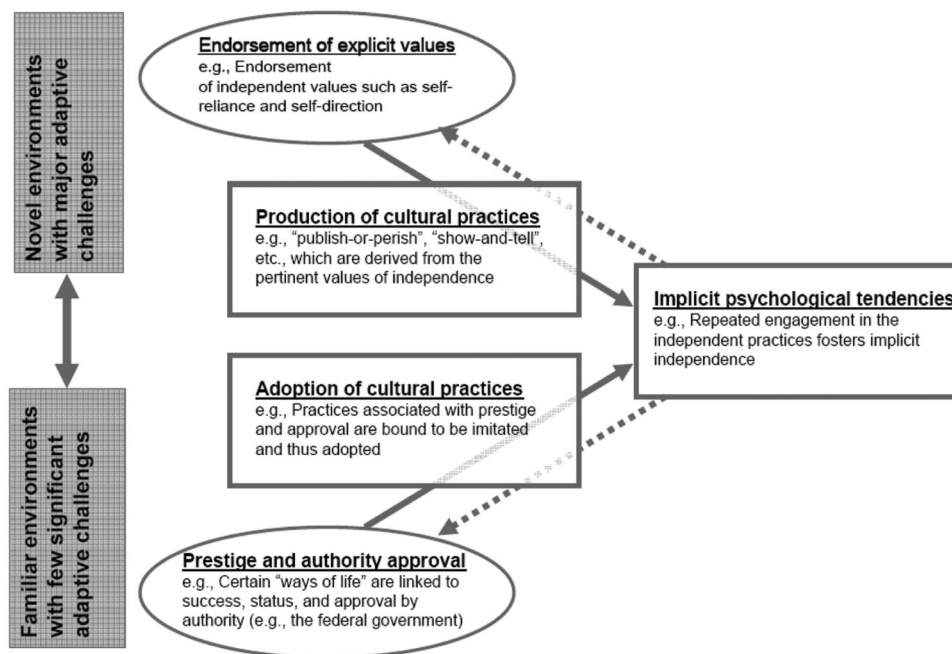 Novel environments
with major adaptive
challenges
Endorsement of explicit values
e.g., Endorsement
of independent values such as self-
reliance and self-direction
Production of cultural practices
e.g., “publish-or-perish”, “show-and-tell”,
etc., which are derived from the
pertinent values of independence
Implicit psychological tendencies
e.g., Repeated engagement in the
independent practices fosters implicit
independence
Adoption of cultural practices
e.g., Practices associated with prestige
and approval are bound to be imitated
and thus adopted
Familiar environments
with few significant
adaptive challenges
Prestige and authority approval
e.g., Certain “ways of life” are linked to
success, status, and approval by
authority (e.g., the federal government)